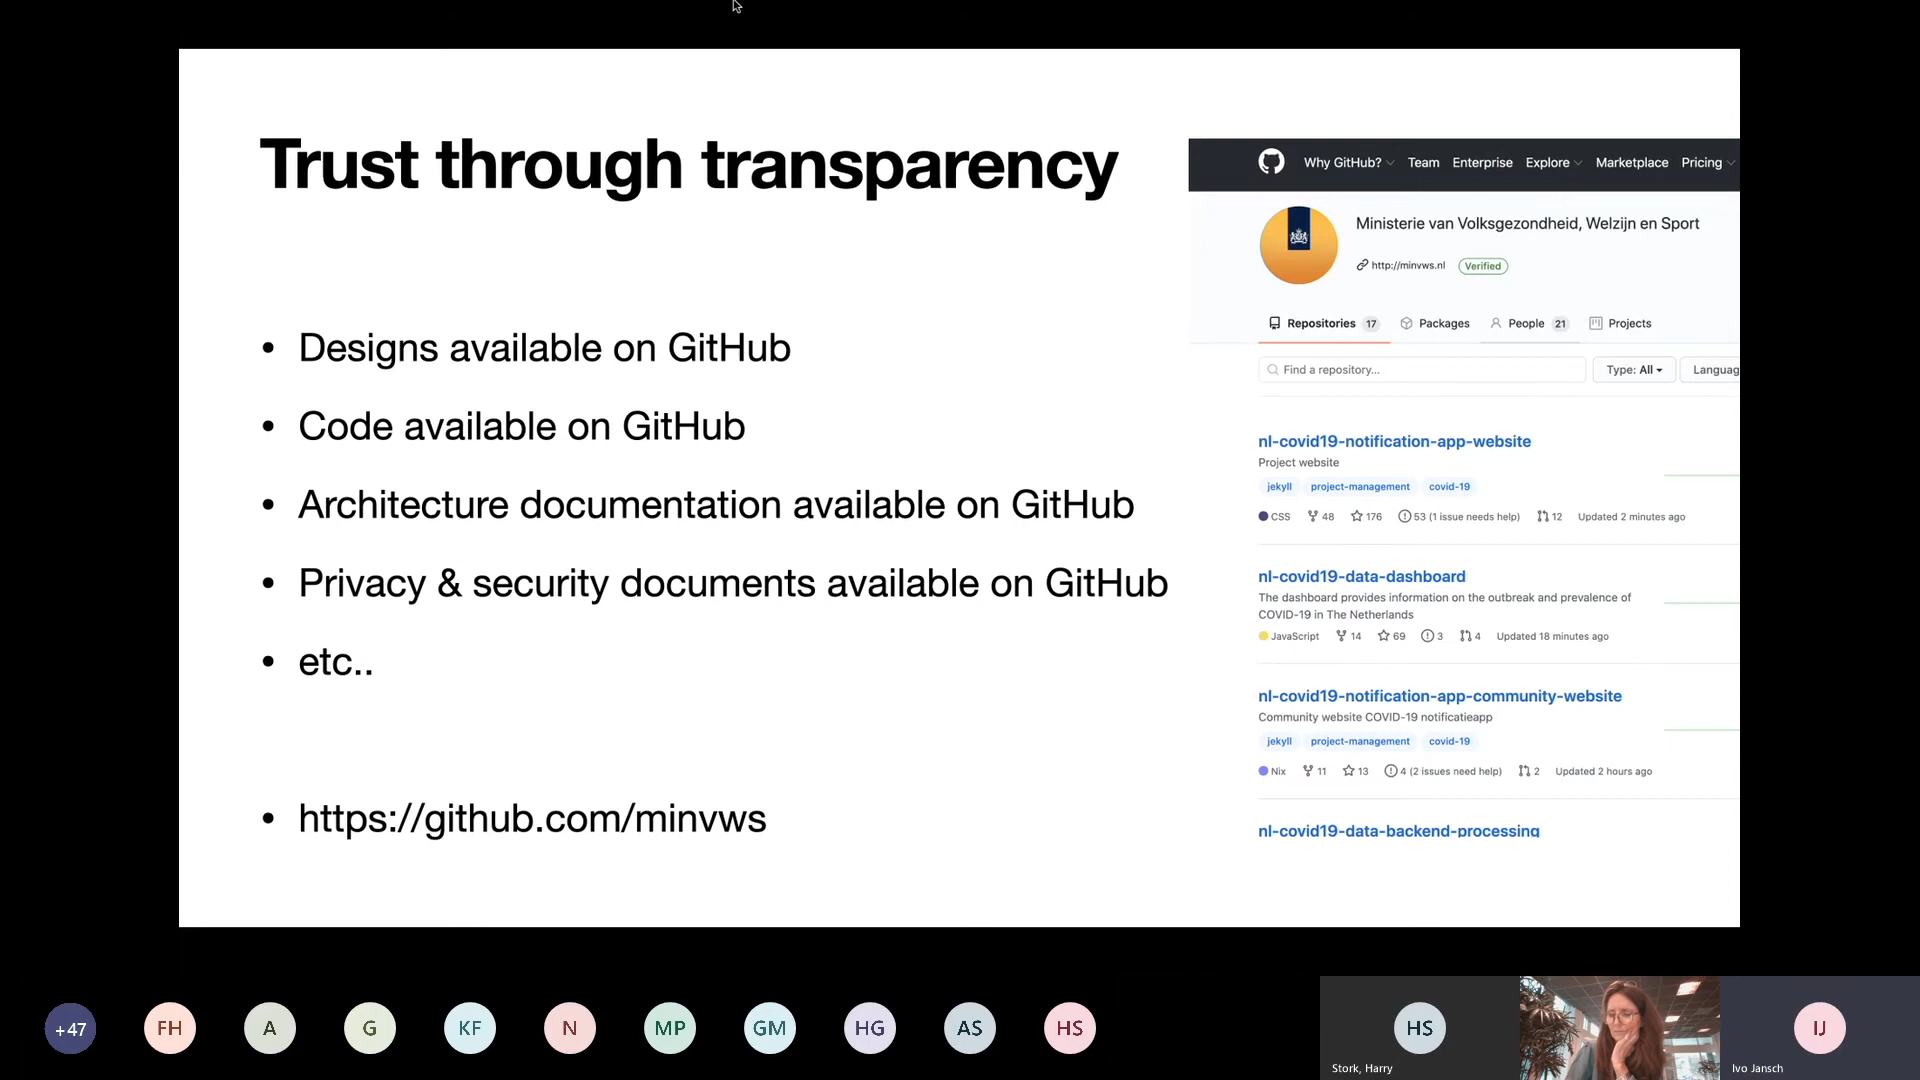 Trust through transparency
• Designs available on GitHub
• Code available on GitHub
• Architecture documentation available on GitHub
• Privacy & security documents available on GitHub
• etc..
• https://github.com/minvws
Why GitHub? Team Enterprise Explore Marketplace Pricing
Ministerie van Volksgezondheid, Welzijn en Sport
http://minvws.nl Verified
Repositories 17 Packages People 21 Projects
Find a repository... Type: All Languag
nl-covid19-notification-app-website
Project website
jekyll project-management covid-19
CSS 48 176 53 (1 issue needs help) 12 Updated 2 minutes ago
nl-covid19-data-dashboard
The dashboard provides information on the outbreak and prevalence of
COVID-19 in The Netherlands
JavaScript 14 69 3 4 Updated 18 minutes ago
nl-covid19-notification-app-community-website
Community website COVID-19 notificatieapp
jekyll project-management covid-19
Nix 11 13 4 (2 issues need help) 2 Updated 2 hours ago
nl-covid19-data-backend-processing
+47 FH A G KF N MP GM HG AS HS HS IJ
Stork, Harry Ivo Jansch